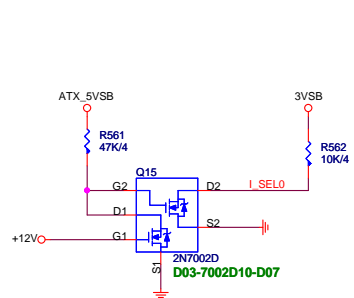 ATX_5VSB
3VSB
R561
47K/4
R562
10K/4
Q15
G2
D2
I_SEL0
D1
S2
+12V
G1
S1
2N7002D
D03-7002D10-D07